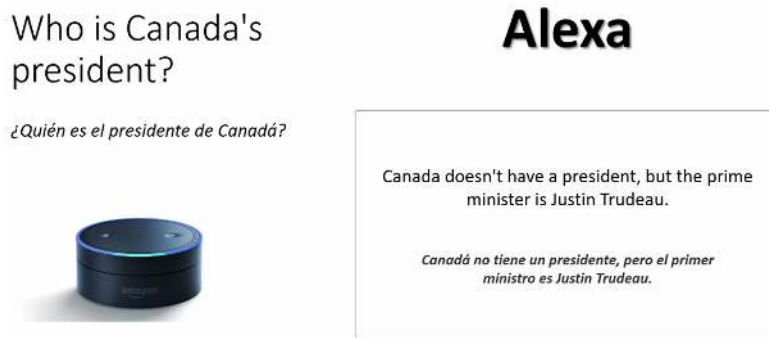 Who is Canada's
president?
¿Quién es el presidente de Canadá?
amazon
Alexa
Canada doesn't have a president, but the prime
minister is Justin Trudeau.
Canadá no tiene un presidente, pero el primer
ministro es Justin Trudeau.